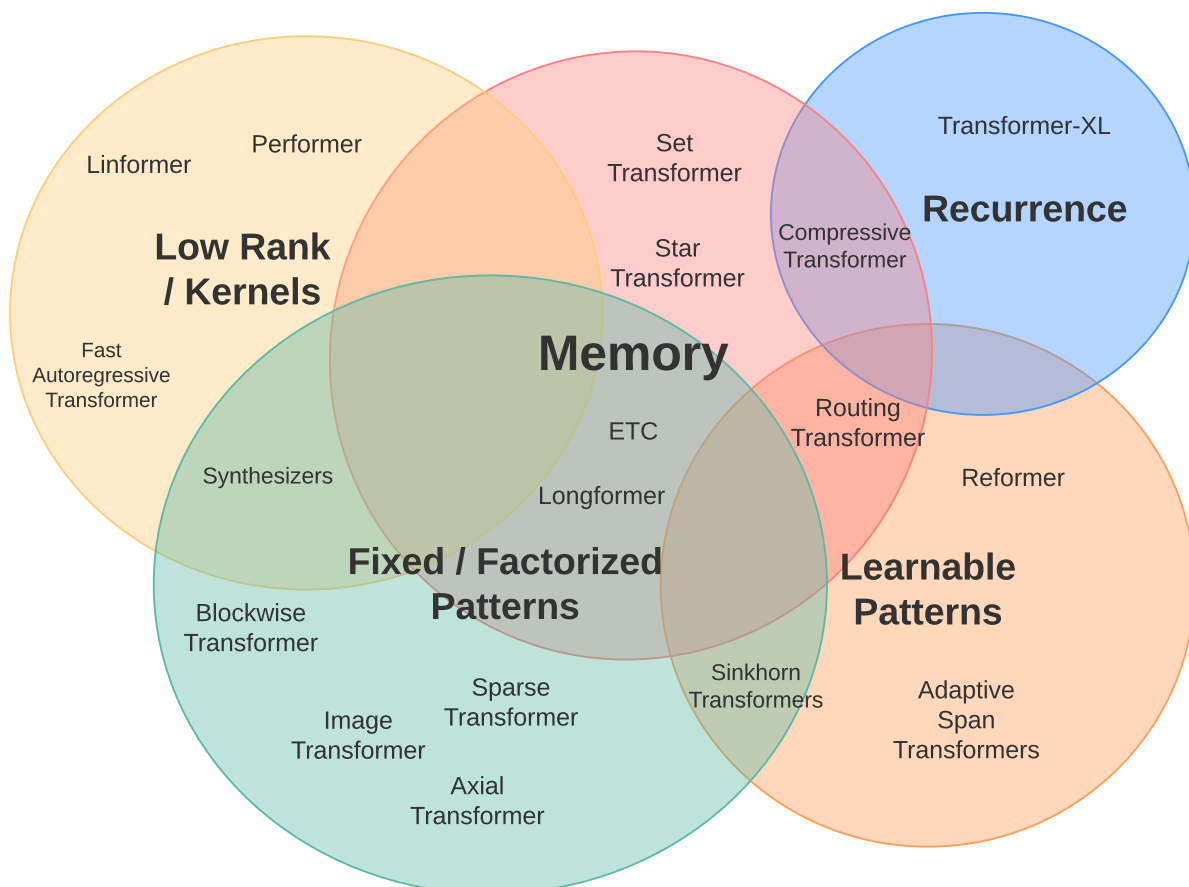 Linformer
Performer
Low Rank
/ Kernels
Fast
Autoregressive
Transformer
Synthesizers
Set
Transformer
Star
Transformer
Memory
ETC
Longformer
Transformer-XL
Recurrence
Compressive
Transformer
Routing
Transformer
Reformer
Learnable
Patterns
Adaptive
Span
Transformers
Sinkhorn
Transformers
Fixed / Factorized
Patterns
Blockwise
Transformer
Image
Transformer
Sparse
Transformer
Axial
Transformer